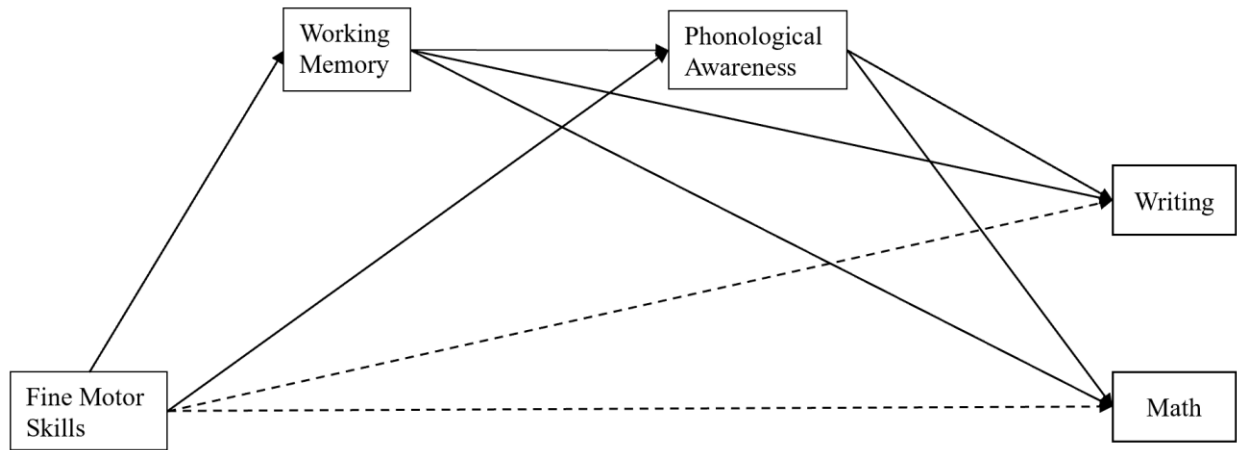 Working
Memory
Phonological
Awareness
Writing
Fine Motor
Skills
Math